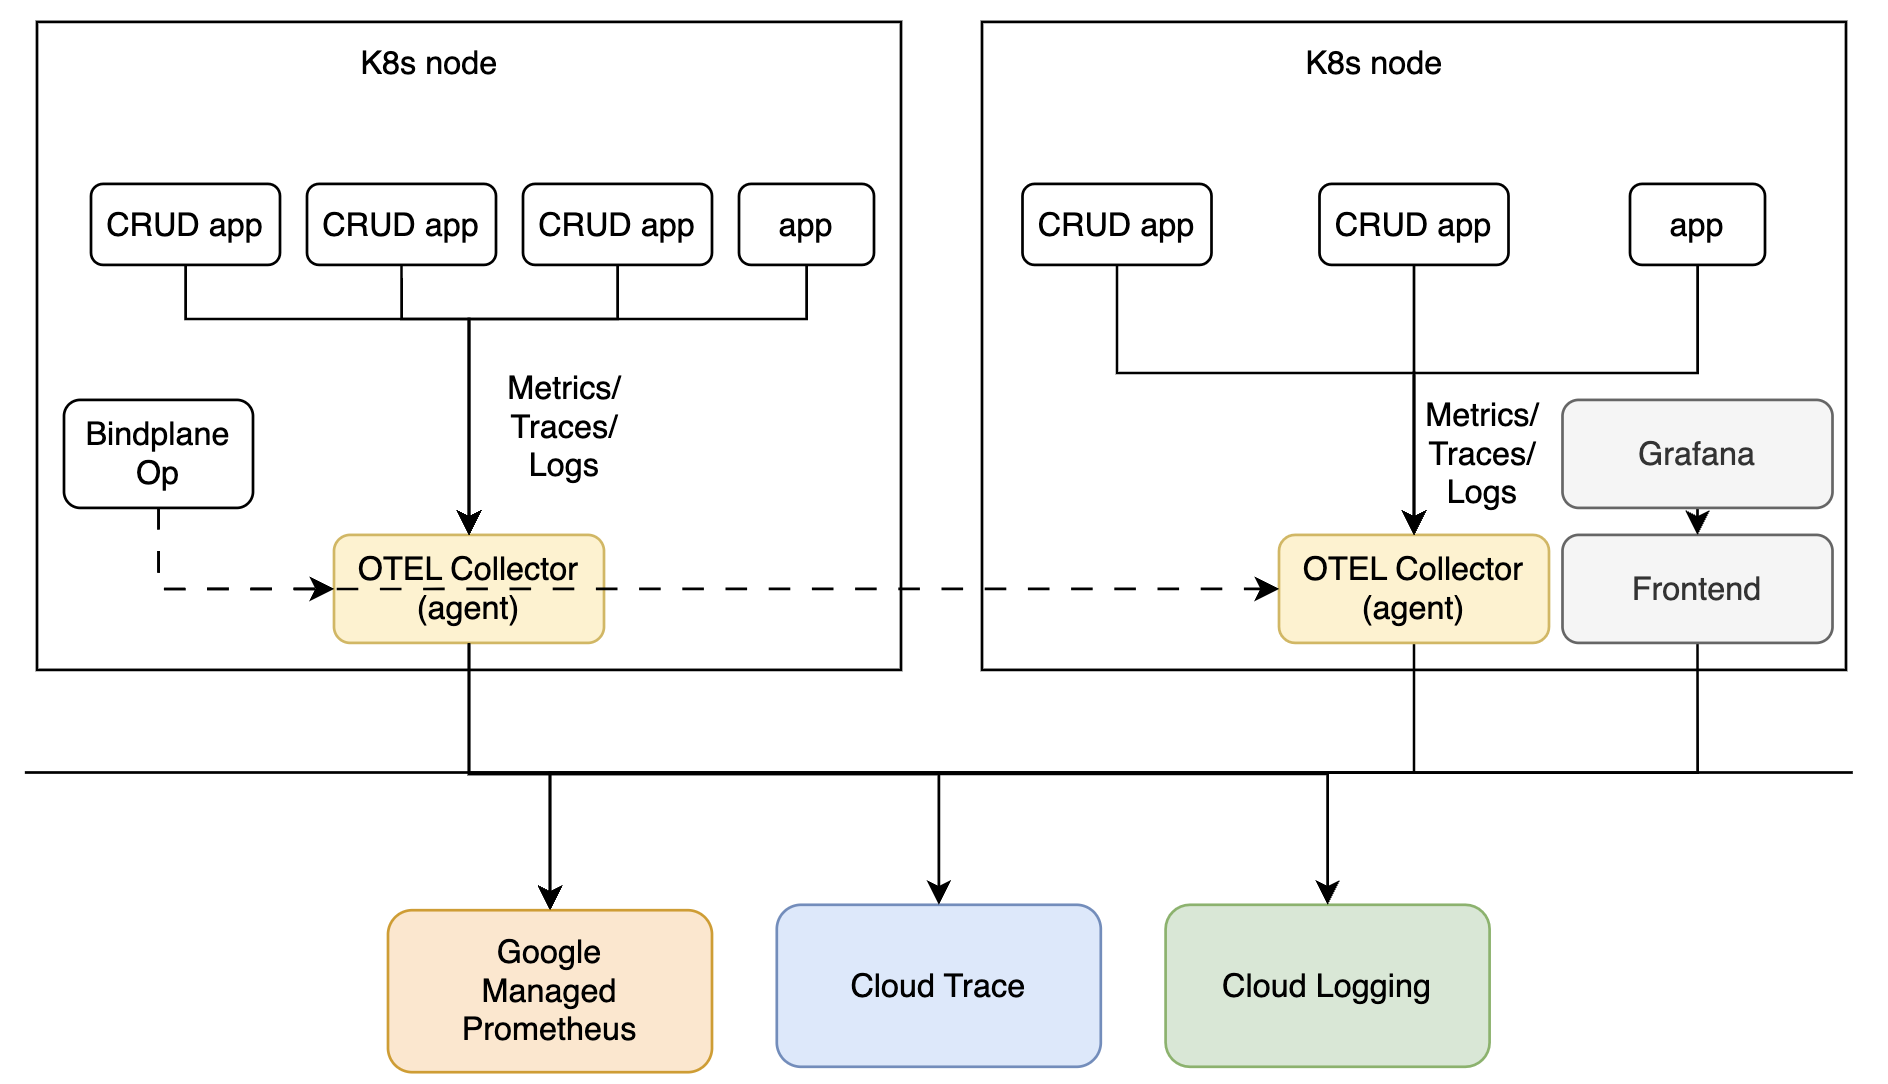 K8s node
K8s node
CRUD app
CRUD app
CRUD app
app
CRUD app
CRUD app
app
Metrics/
Traces/
Logs
Bindplane
Op
Metrics/
Traces/
Logs
Grafana
OTEL Collector
(agent)
OTEL Collector
(agent)
Frontend
Google
Managed
Prometheus
Cloud Trace
Cloud Logging